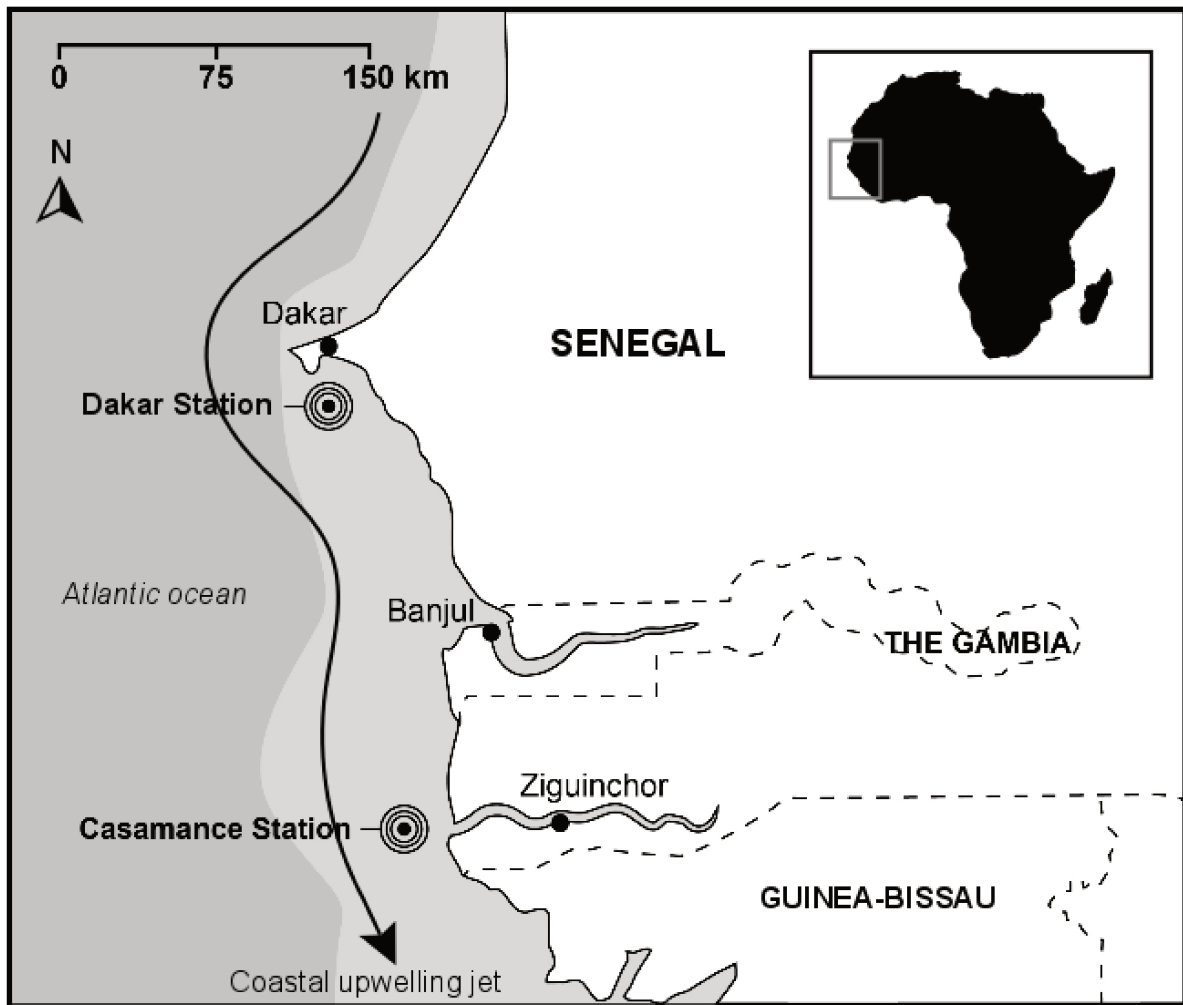 0 75 150 km
N
Dakar
SENEGAL
Dakar Station
Atlantic ocean
Banjul
THE GAMBIA
Ziguinchor
Casamance Station
GUINEA-BISSAU
Coastal upwelling jet